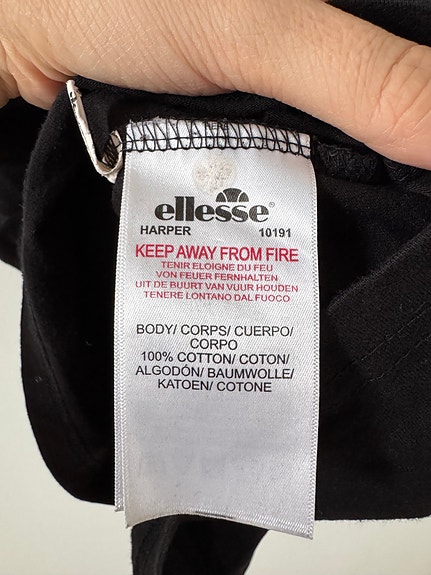 ellesse®
HARPER 10191
KEEP AWAY FROM FIRE
TENIR ELOIGNE DU FEU
VON FEUER FERNHALTEN
UIT DE BUURT VAN VUUR HOUDEN
TENERE LONTANO DAL FUOCO
BODY/ CORPS/ CUERPO/
CORPO
100% COTTON/ COTON/
ALGODÓN/ BAUMWOLLE/
KATOEN/ COTONE